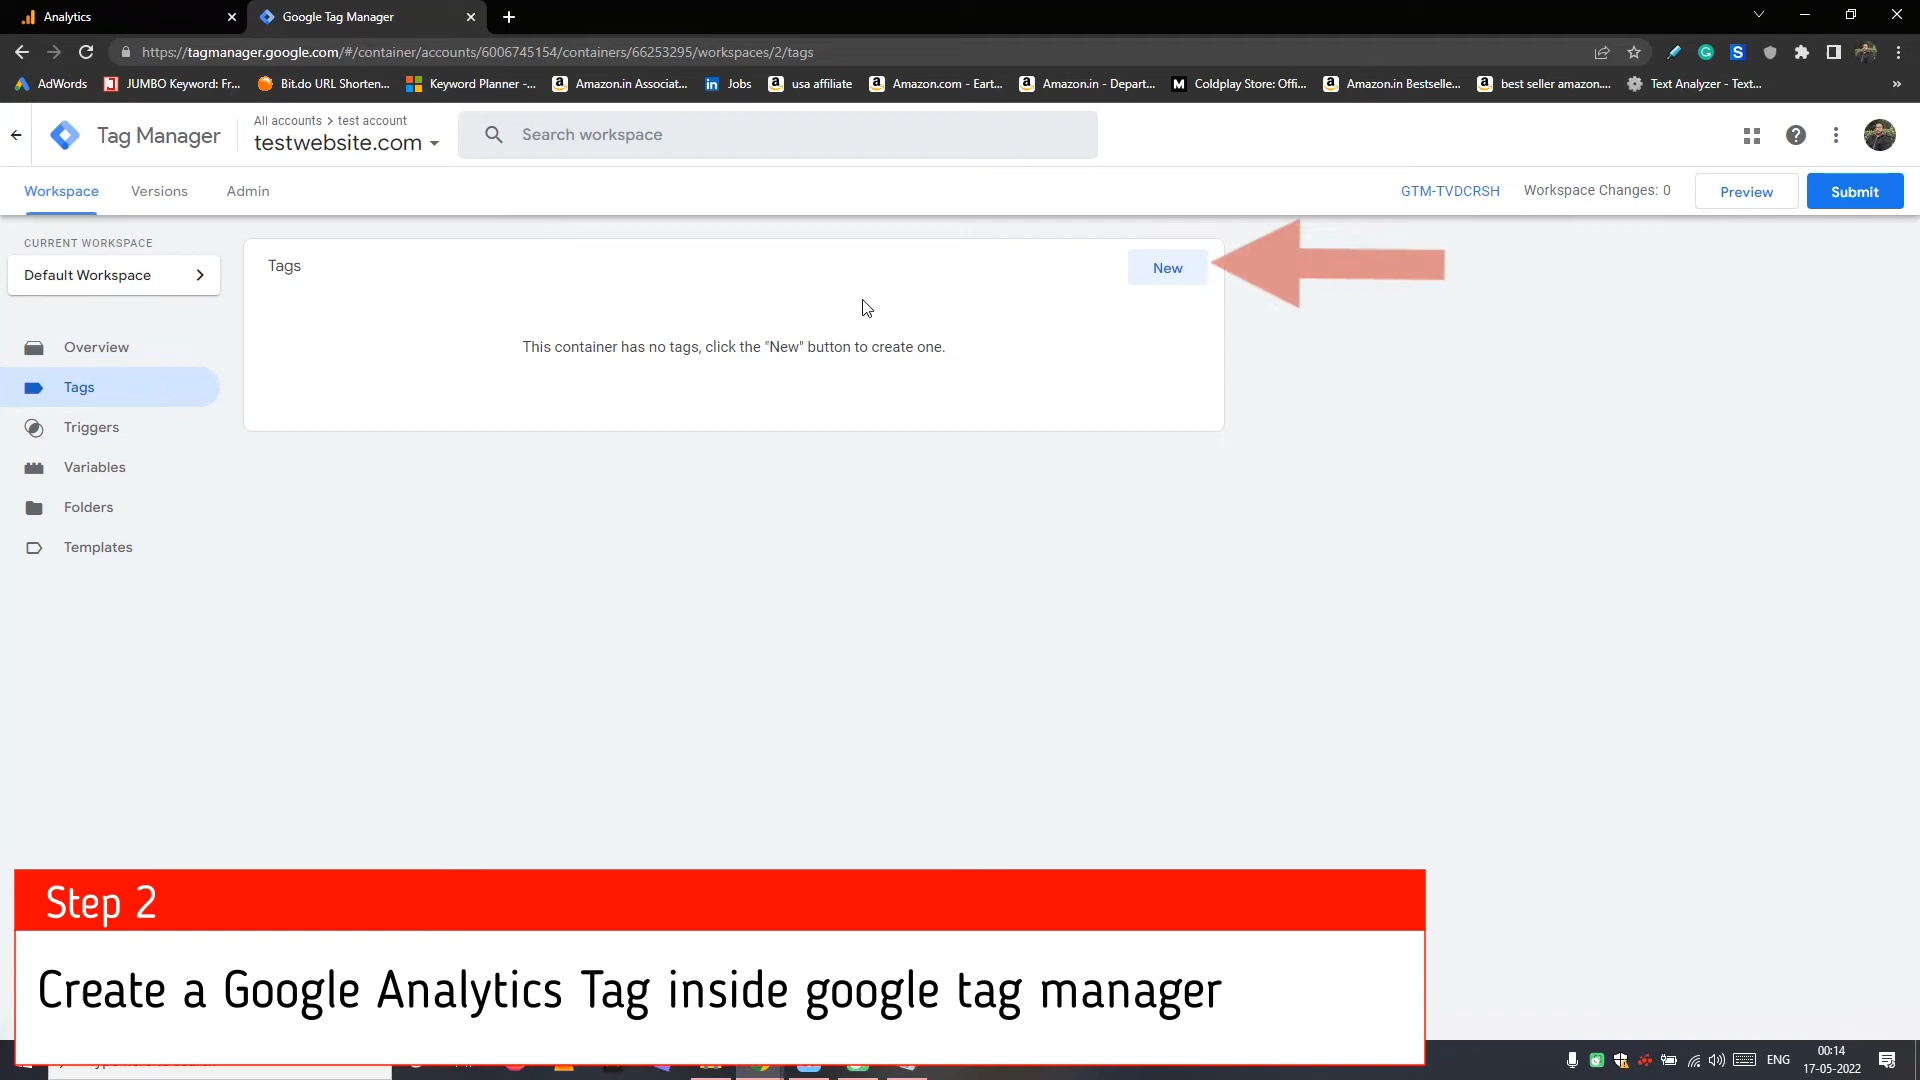 Analytics
Google Tag Manager
https://tagmanager.google.com/#/container/accounts/6006745154/containers/66253295/workspaces/2/tags
AdWords
JUMBO Keyword: Fr...
Bit.do URL Shorten...
Keyword Planner -...
Amazon.in Associat...
Jobs
usa affiliate
Amazon.com - Eart...
Amazon.in - Depart...
Coldplay Store: Offi...
Amazon.in Bestselle...
best seller amazon....
Text Analyzer - Text...
Tag Manager
All accounts > test account
testwebsite.com
Search workspace
Workspace
Versions
Admin
GTM-TVDCRSH
Workspace Changes: 0
Preview
Submit
CURRENT WORKSPACE
Default Workspace
Tags
New
This container has no tags, click the "New" button to create one.
Overview
Tags
Triggers
Variables
Folders
Templates
Step 2
Create a Google Analytics Tag inside google tag manager
ENG
00:14
17-05-2022